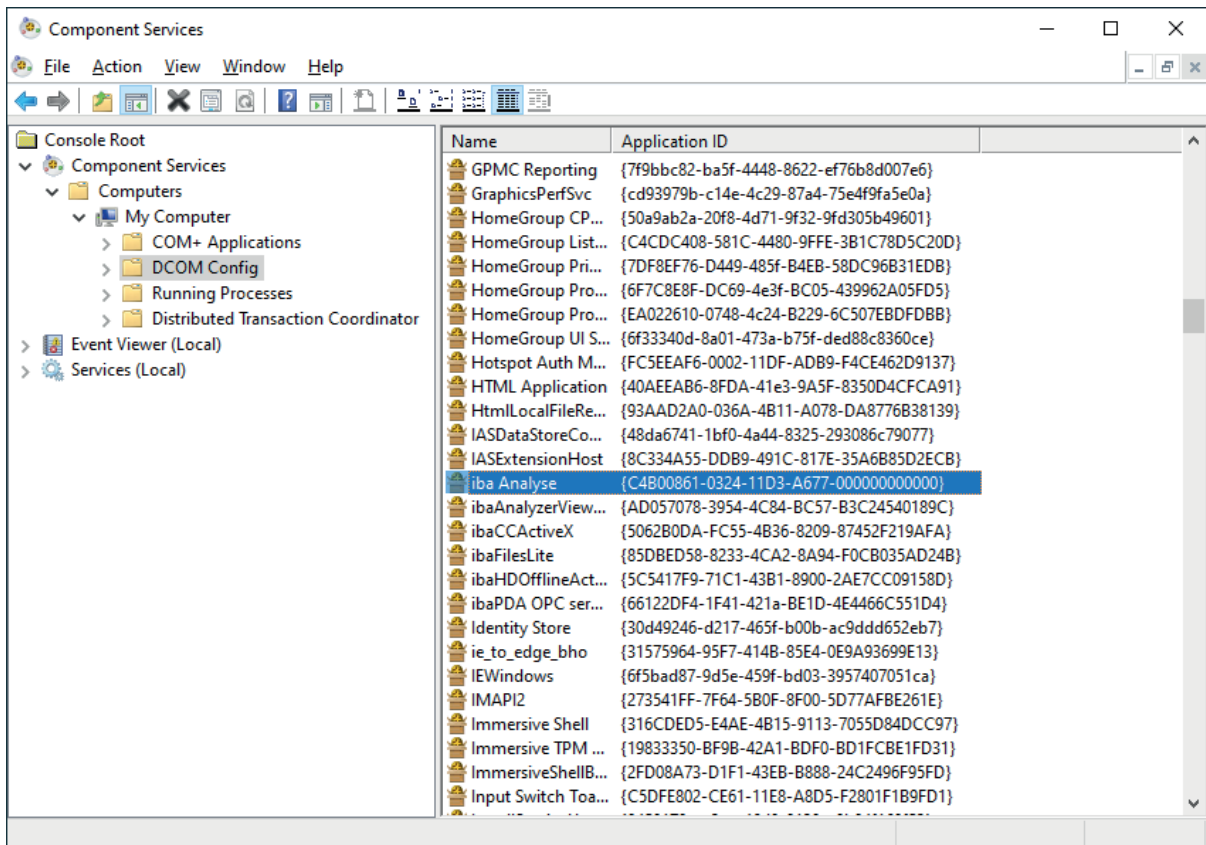 Component Services
File Action View Window Help
Console Root
Component Services
Computers
My Computer
COM+ Applications
DCOM Config
Running Processes
Distributed Transaction Coordinator
Event Viewer (Local)
Services (Local)
Name Application ID
GPMC Reporting {7f9bbc82-ba5f-4448-8622-ef76b8d007e6}
GraphicsPerfSvc {cd93979b-c14e-4c29-87a4-75e4f9fa5e0a}
HomeGroup CP... {50a9ab2a-20f8-4d71-9f32-9fd305b49601}
HomeGroup List... {C4CDC408-581C-4480-9FFE-3B1C78D5C20D}
HomeGroup Pri... {7DF8EF76-D449-485f-B4EB-58DC96B31EDB}
HomeGroup Pro... {6F7C8E8F-DC69-4e3f-BC05-439962A05FD5}
HomeGroup Pro... {EA022610-0748-4c24-B229-6C507EBDFDBB}
HomeGroup UI S... {6f33340d-8a01-473a-b75f-ded88c8360ce}
Hotspot Auth M... {FC5EEAF6-0002-11DF-ADB9-F4CE462D9137}
HTML Application {40AEEAB6-8FDA-41e3-9A5F-8350D4CFCA91}
HtmlLocalFileRe... {93AAD2A0-036A-4B11-A078-DA8776B38139}
IASDataStoreCo... {48da6741-1bf0-4a44-8325-293086c79077}
IASExtensionHost {8C334A55-DDB9-491C-817E-35A6B85D2ECB}
iba Analyse {C4B00861-0324-11D3-A677-000000000000}
ibaAnalyzerView... {AD057078-3954-4C84-BC57-B3C24540189C}
ibaCCActiveX {5062B0DA-FC55-4B36-8209-87452F219AFA}
ibaFilesLite {85DBED58-8233-4CA2-8A94-F0CB035AD24B}
ibaHDOfflineAct... {5C5417F9-71C1-43B1-8900-2AE7CC09158D}
ibaPDA OPC ser... {66122DF4-1F41-421a-BE1D-4E4466C551D4}
Identity Store {30d49246-d217-465f-b00b-ac9ddd652eb7}
ie_to_edge_bho {31575964-95F7-414B-85E4-0E9A93699E13}
IEWindows {6f5bad87-9d5e-459f-bd03-3957407051ca}
IMAPI2 {273541FF-7F64-5B0F-8F00-5D77AFBE261E}
Immersive Shell {316CDED5-E4AE-4B15-9113-7055D84DCC97}
Immersive TPM ... {19833350-BF9B-42A1-BDF0-BD1FCBE1FD31}
ImmersiveShellB... {2FD08A73-D1F1-43EB-B888-24C2496F95FD}
Input Switch Toa... {C5DFE802-CE61-11E8-A8D5-F2801F1B9FD1}